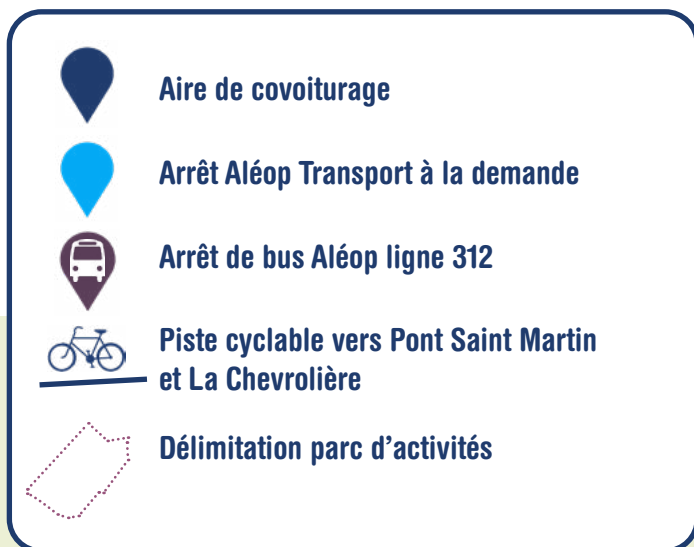 Aire de covoiturage
Arrêt Aléop Transport à la demande
Arrêt de bus Aléop ligne 312
Piste cyclable vers Pont Saint Martin
et La Chevrolière
Délimitation parc d'activités